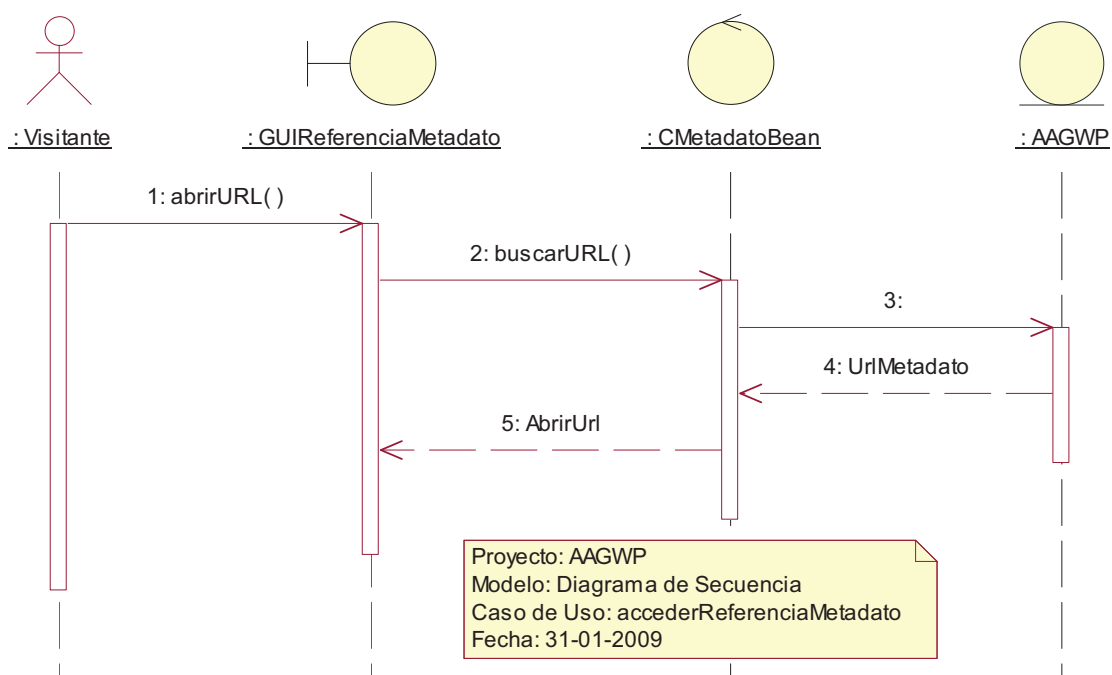 : Visitante
: GUIReferenciaMetadato
: CMetadatoBean
: AAGWP
1: abrirURL( )
2: buscarURL( )
3:
4: UrlMetadato
5: AbrirUrl
Proyecto: AAGWP
Modelo: Diagrama de Secuencia
Caso de Uso: accederReferenciaMetadato
Fecha: 31-01-2009